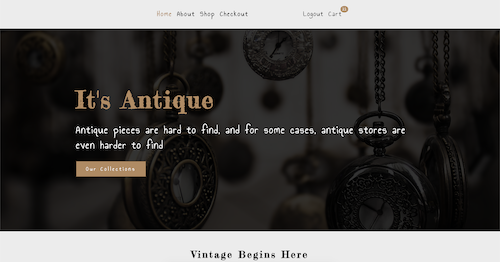 Home About Shop Checkout Logout Cart
It's Antique
Antique pieces are hard to find, and for some cases, antique stores are
even harder to find
Our Collections
Vintage Begins Here